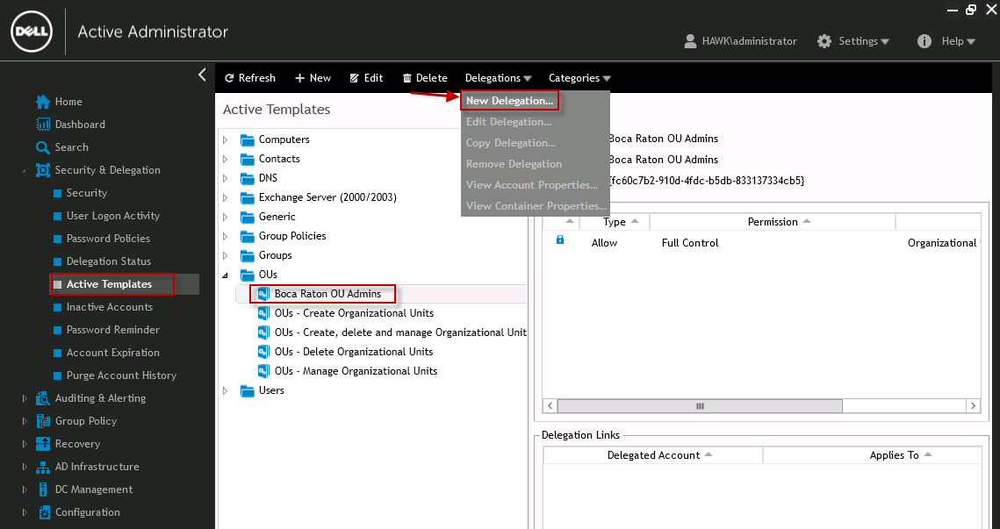 DELL
Active Administrator
HAWK\administrator
Settings
Help
Home
Dashboard
Search
Security & Delegation
Security
User Logon Activity
Password Policies
Delegation Status
Active Templates
Inactive Accounts
Password Reminder
Account Expiration
Purge Account History
Auditing & Alerting
Group Policy
Recovery
AD Infrastructure
DC Management
Configuration
Refresh
New
Edit
Delete
Delegations
Categories
New Delegation...
Edit Delegation...
Copy Delegation...
Remove Delegation
View Account Properties...
View Container Properties...
Active Templates
Computers
Contacts
DNS
Exchange Server (2000/2003)
Generic
Group Policies
Groups
OUs
Boca Raton OU Admins
OUs - Create Organizational Units
OUs - Create, delete and manage Organizational Unit
OUs - Delete Organizational Units
OUs - Manage Organizational Units
Users
Boca Raton OU Admins
Boca Raton OU Admins
{fc60c7b2-910d-4fdc-b5db-833137334cb5}
Type
Permission
Allow
Full Control
Organizational
Delegation Links
Delegated Account
Applies To